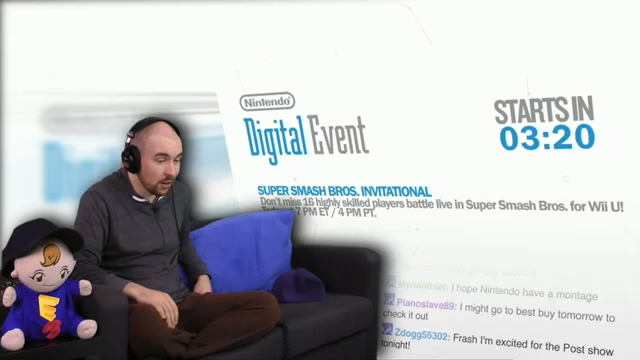 Nintendo
Digital Event
STARTS IN
03:20
SUPER SMASH BROS. INVITATIONAL
Don't miss 16 highly skilled players battle live in Super Smash Bros. for Wii U!
7 PM ET / 4 PM PT.
I hope Nintendo have a montage
Pianoslave89: I might go to best buy tomorrow to
check it out
Zdogg55302: Frash I'm excited for the Post show
tonight!
E3